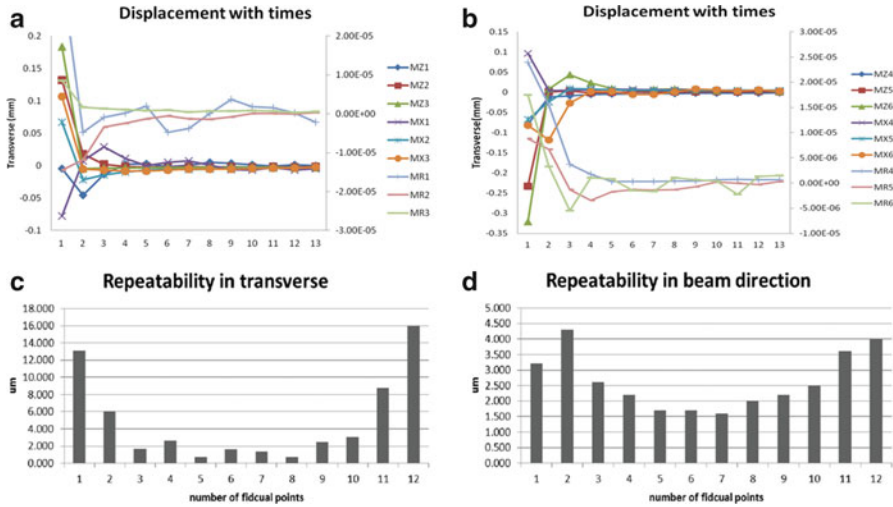 a
Displacement with times
Transverse (mm)
0.2
0.15
0.1
0.05
0
-0.05
-0.1
2.00E-05
1.00E-05
0.00E+00
-1.00E-05
-2.00E-05
-3.00E-05
1 2 3 4 5 6 7 8 9 10 11 12 13
MZ1
MZ2
MZ3
MX1
MX2
MX3
MR1
MR2
MR3
b
Displacement with times
Transverse(mm)
0.15
0.1
0.05
0
-0.05
-0.1
-0.15
-0.2
-0.25
-0.3
-0.35
3.00E-05
2.50E-05
2.00E-05
1.50E-05
1.00E-05
5.00E-06
0.00E+00
-5.00E-06
-1.00E-05
1 2 3 4 5 6 7 8 9 10 11 12 13
MZ4
MZ5
MZ6
MX4
MX5
MX6
MR4
MR5
MR6
c
Repeatability in transverse
um
18.000
16.000
14.000
12.000
10.000
8.000
6.000
4.000
2.000
0.000
1 2 3 4 5 6 7 8 9 10 11 12
number of fidcual points
d
Repeatability in beam direction
um
5.000
4.500
4.000
3.500
3.000
2.500
2.000
1.500
1.000
0.500
0.000
1 2 3 4 5 6 7 8 9 10 11 12
number of fidcual points